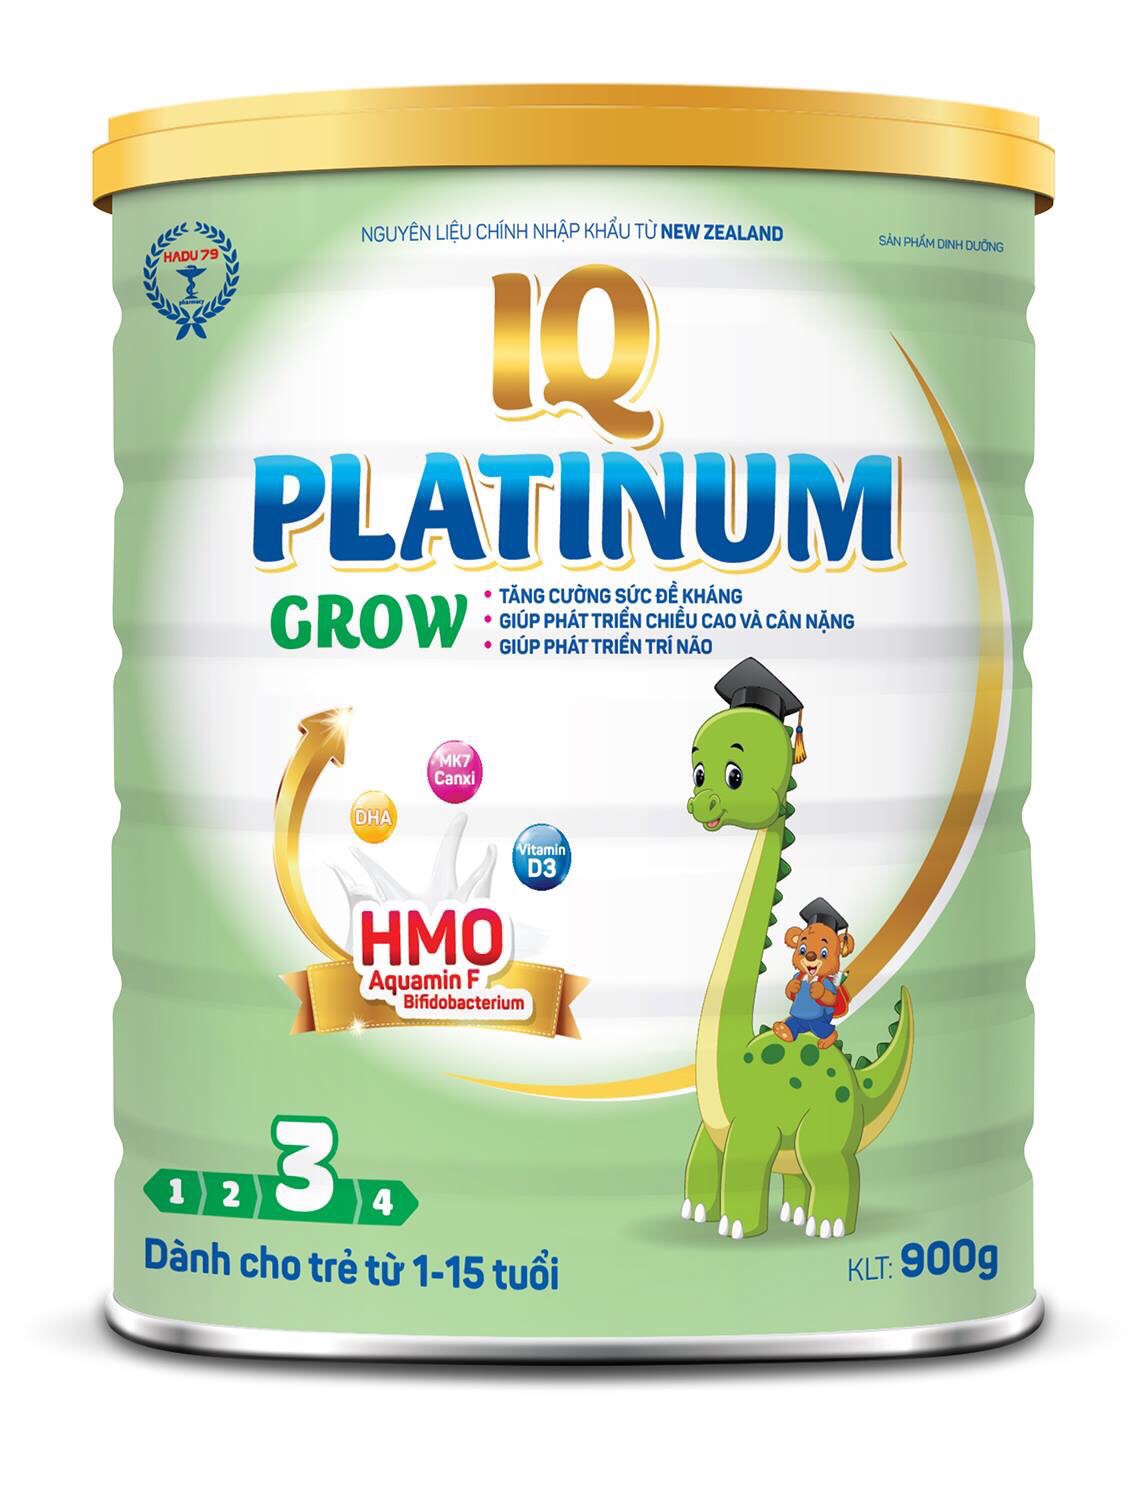 HADU 79
pharmacy
NGUYÊN LIỆU CHÍNH NHẬP KHẨU TỪ NEW ZEALAND
SẢN PHẨM DINH DƯỠNG
IQ
PLATINUM
GROW
• TĂNG CƯỜNG SỨC ĐỀ KHÁNG
• GIÚP PHÁT TRIỂN CHIỀU CAO VÀ CÂN NẶNG
• GIÚP PHÁT TRIỂN TRÍ NÃO
MK7
Canxi
DHA
Vitamin
D3
HMO
Aquamin F
Bifidobacterium
1 2 3 4
Dành cho trẻ từ 1-15 tuổi
KLT: 900g